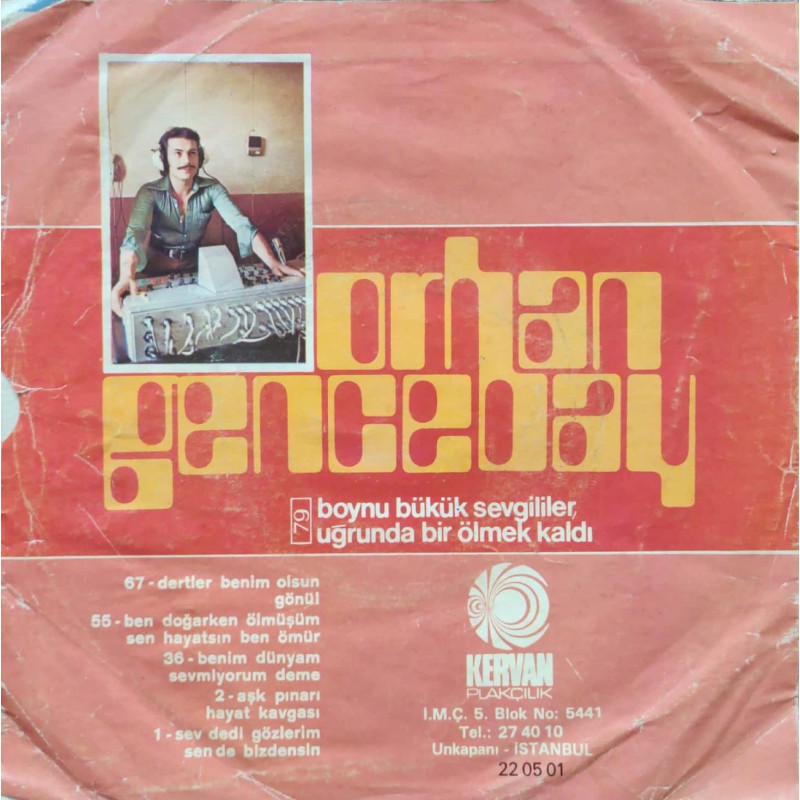 orhan
gencebay
79
boynu bükük sevgililer,
uğrunda bir ölmek kaldı
67-dertler benim olsun
gönül
55-ben doğarken ölmüşüm
sen hayatsın ben ömür
36-benim dünyam
sevmiyorum deme
2-aşk pınarı
hayat kavgası
1-sev dedi gözlerim
sen de bizdensin
KERVAN
PLAKÇILIK
İ.M.Ç. 5. Blok No: 5441
Tel.: 27 40 10
Unkapanı - İSTANBUL
22 05 01